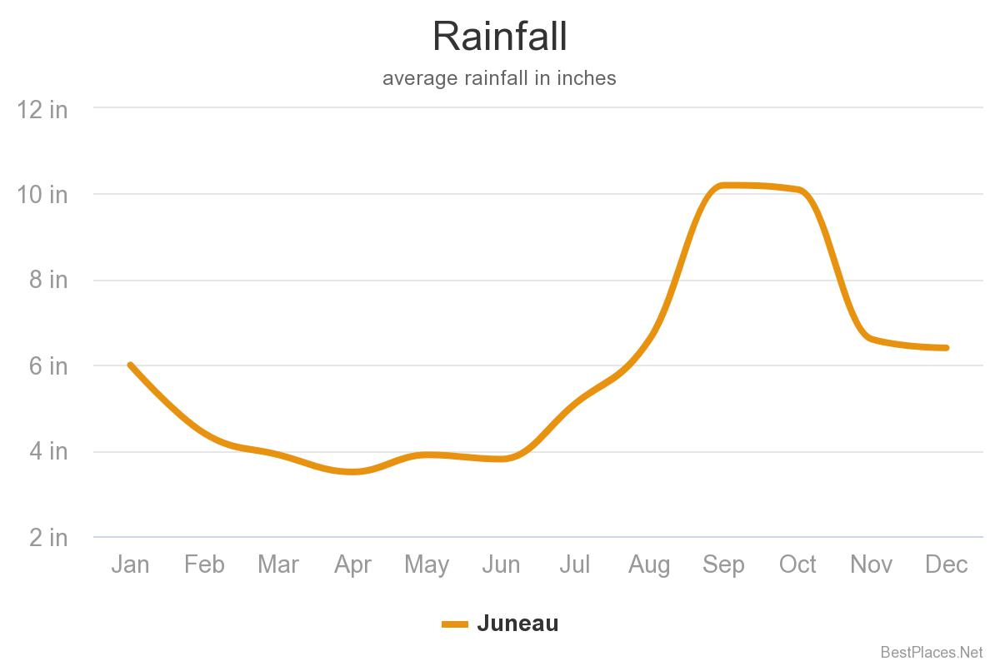 Rainfall
average rainfall in inches
12 in
10 in
8 in
6 in
4 in
2 in
Jan Feb Mar Apr May Jun Jul Aug Sep Oct Nov Dec
Juneau
BestPlaces.Net